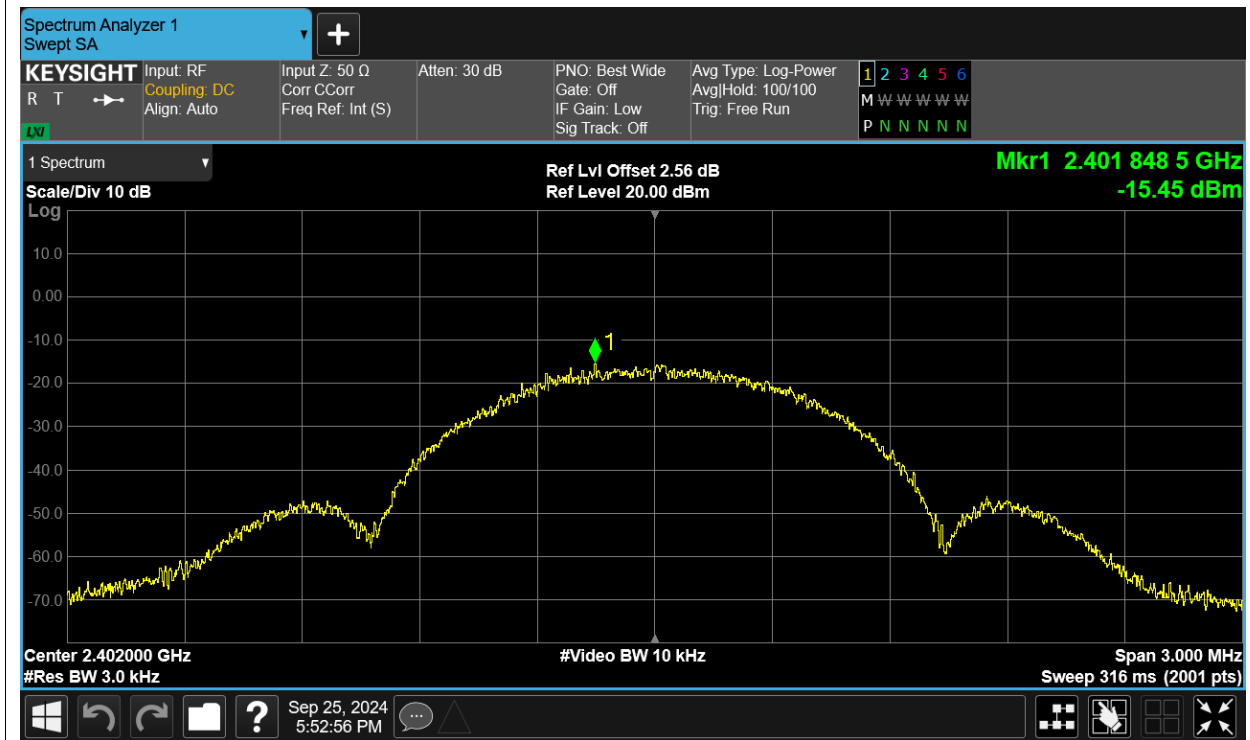 Spectrum Analyzer 1
Swept SA
KEYSIGHT
R T
LXI
Input: RF
Coupling: DC
Align: Auto
Input Z: 50 Ω
Corr CCorr
Freq Ref: Int (S)
Atten: 30 dB
PNO: Best Wide
Gate: Off
IF Gain: Low
Sig Track: Off
Avg Type: Log-Power
Avg|Hold: 100/100
Trig: Free Run
1 2 3 4 5 6
M W W W W W
P N N N N N
1 Spectrum
Scale/Div 10 dB
Ref Lvl Offset 2.56 dB
Ref Level 20.00 dBm
Mkr1 2.401 848 5 GHz
-15.45 dBm
Log
10.0
0.00
-10.0
1
-20.0
-30.0
-40.0
-50.0
-60.0
-70.0
Center 2.402000 GHz
#Video BW 10 kHz
Span 3.000 MHz
#Res BW 3.0 kHz
Sweep 316 ms (2001 pts)
?
Sep 25, 2024
5:52:56 PM